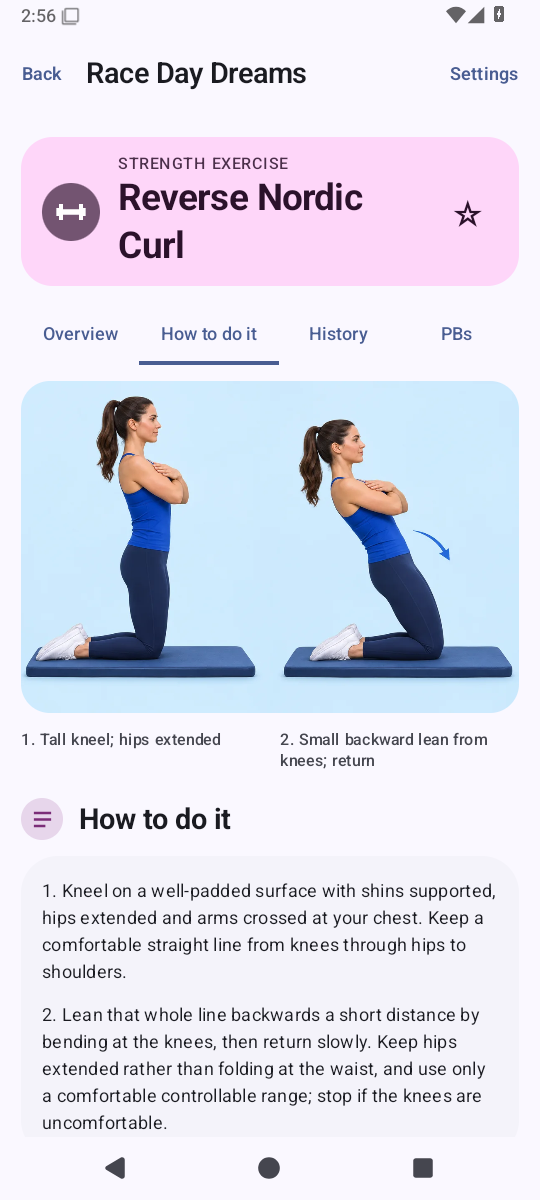 2:56
Back
Race Day Dreams
Settings
STRENGTH EXERCISE
Reverse Nordic
Curl
Overview
How to do it
History
PBs
1. Tall kneel; hips extended
2. Small backward lean from
knees; return
How to do it
1. Kneel on a well-padded surface with shins supported,
hips extended and arms crossed at your chest. Keep a
comfortable straight line from knees through hips to
shoulders.
2. Lean that whole line backwards a short distance by
bending at the knees, then return slowly. Keep hips
extended rather than folding at the waist, and use only
a comfortable controllable range; stop if the knees are
uncomfortable.